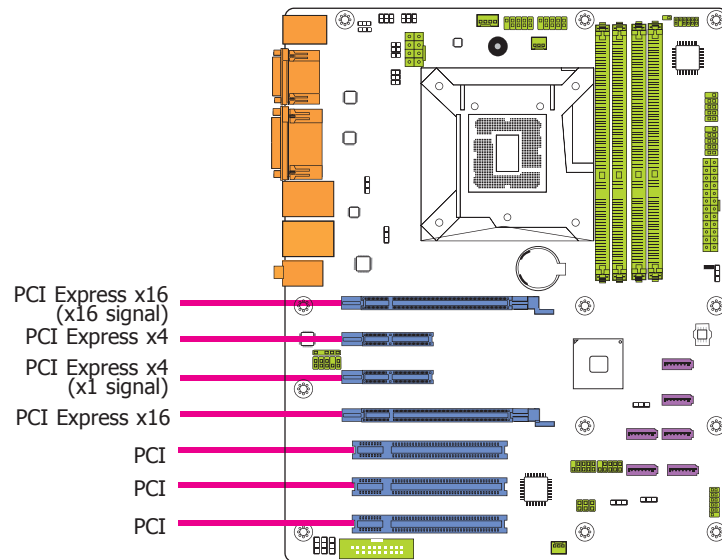 PCI Express x16
(x16 signal)
PCI Express x4
PCI Express x4
(x1 signal)
PCI Express x16
PCI
PCI
PCI